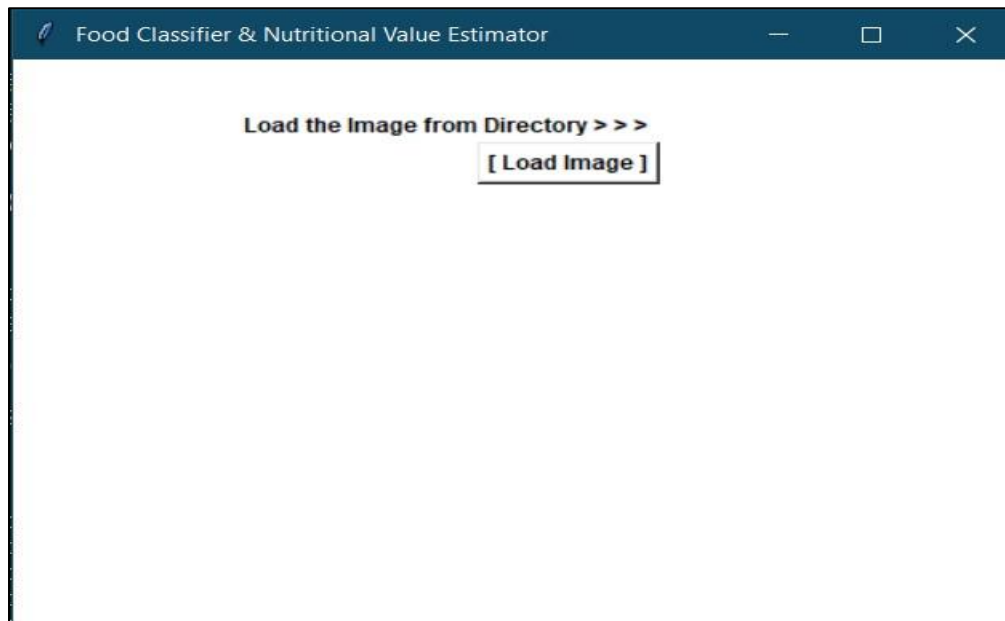 Food Classifier & Nutritional Value Estimator
Load the Image from Directory > > >
[ Load Image ]